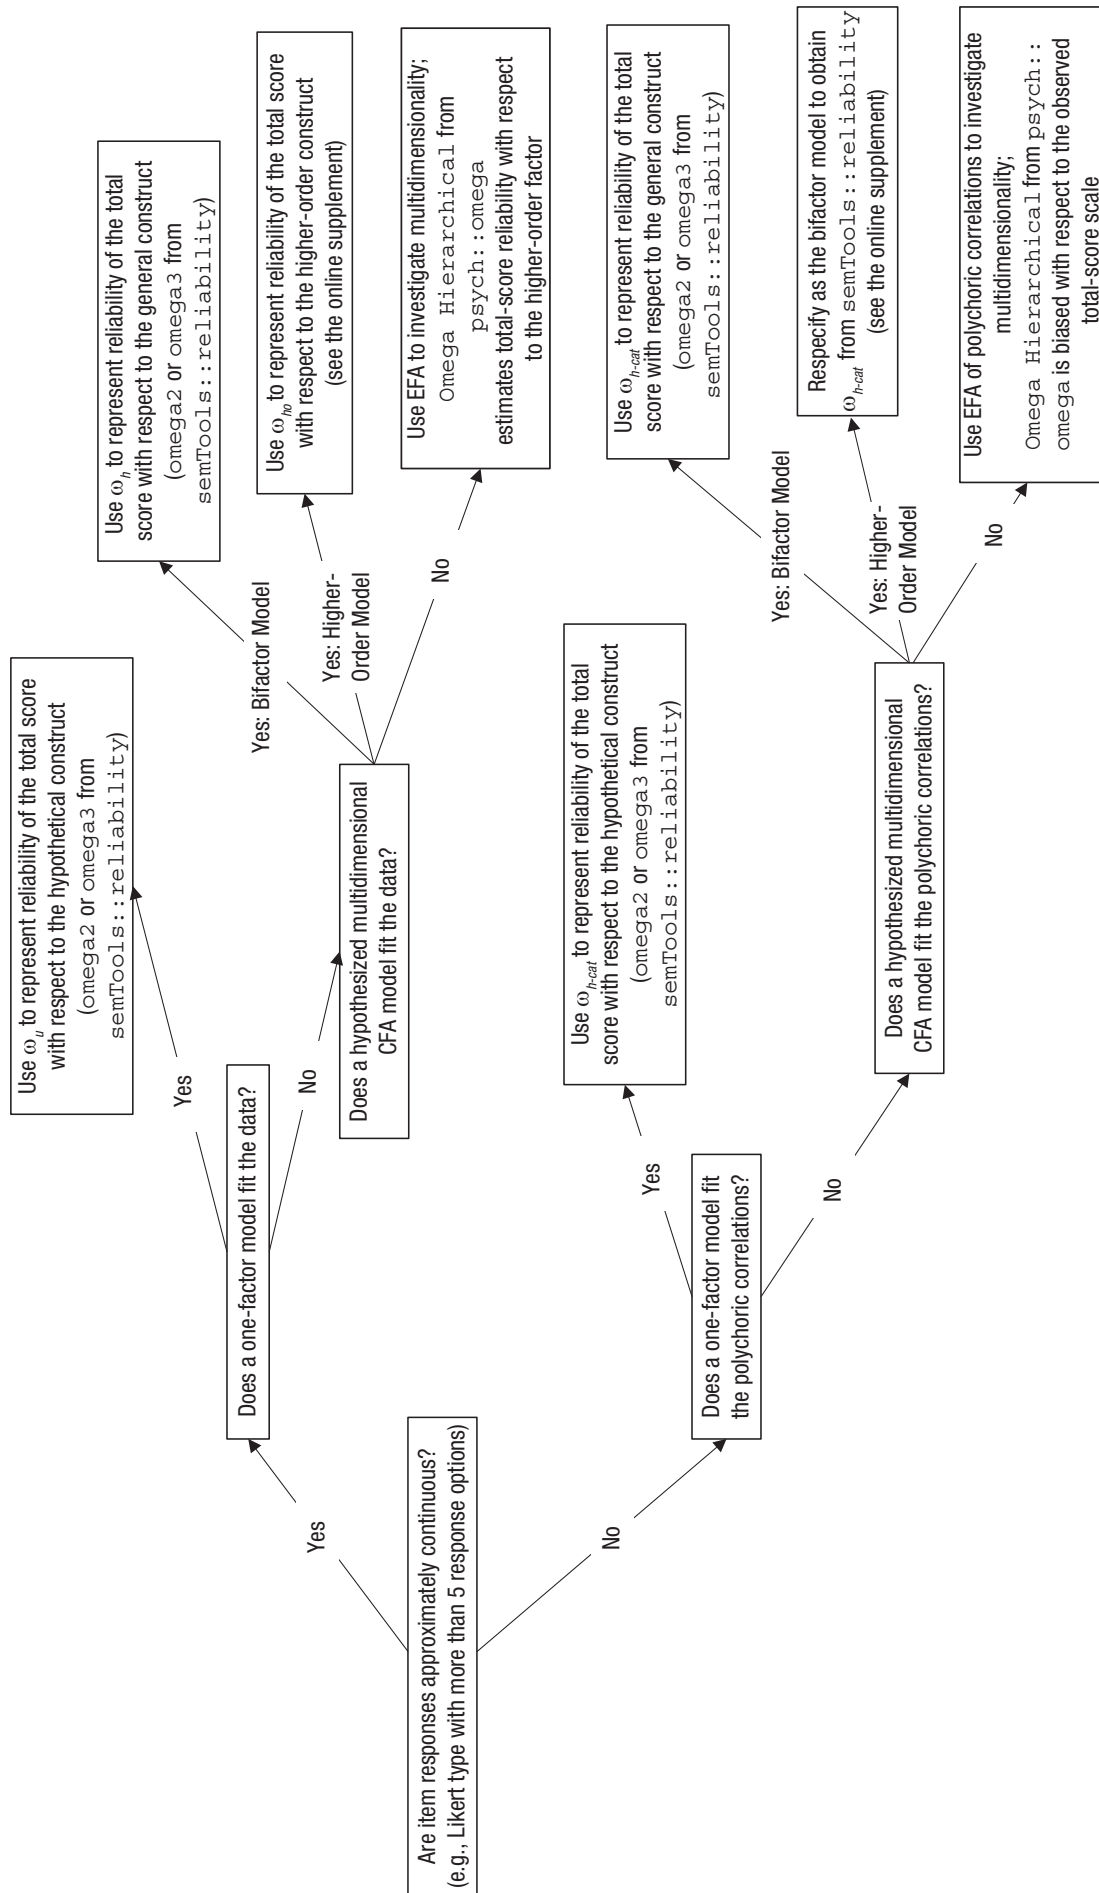 Are item responses approximately continuous?
(e.g., Likert type with more than 5 response options)
Yes
No
Does a one-factor model fit the data?
Yes
No
Use ωu to represent reliability of the total score
with respect to the hypothetical construct
(omega2 or omega3 from
semTools::reliability)
Does a hypothesized multidimensional
CFA model fit the data?
Yes: Bifactor Model
Yes: Higher-
Order Model
No
Use ωh to represent reliability of the total
score with respect to the general construct
(omega2 or omega3 from
semTools::reliability)
Use ωho to represent reliability of the total score
with respect to the higher-order construct
(see the online supplement)
Use EFA to investigate multidimensionality;
Omega Hierarchical from
psych::omega
estimates total-score reliability with respect
to the higher-order factor
Does a one-factor model fit
the polychoric correlations?
Yes
No
Use ωh-cat to represent reliability of the total
score with respect to the hypothetical construct
(omega2 or omega3 from
semTools::reliability)
Does a hypothesized multidimensional
CFA model fit the polychoric correlations?
Yes: Bifactor Model
Yes: Higher-
Order Model
No
Use ωh-cat to represent reliability of the total
score with respect to the general construct
(omega2 or omega3 from
semTools::reliability)
Respecify as the bifactor model to obtain
ωh-cat from semTools::reliability
(see the online supplement)
Use EFA of polychoric correlations to investigate
multidimensionality;
Omega Hierarchical from psych::
omega is biased with respect to the observed
total-score scale